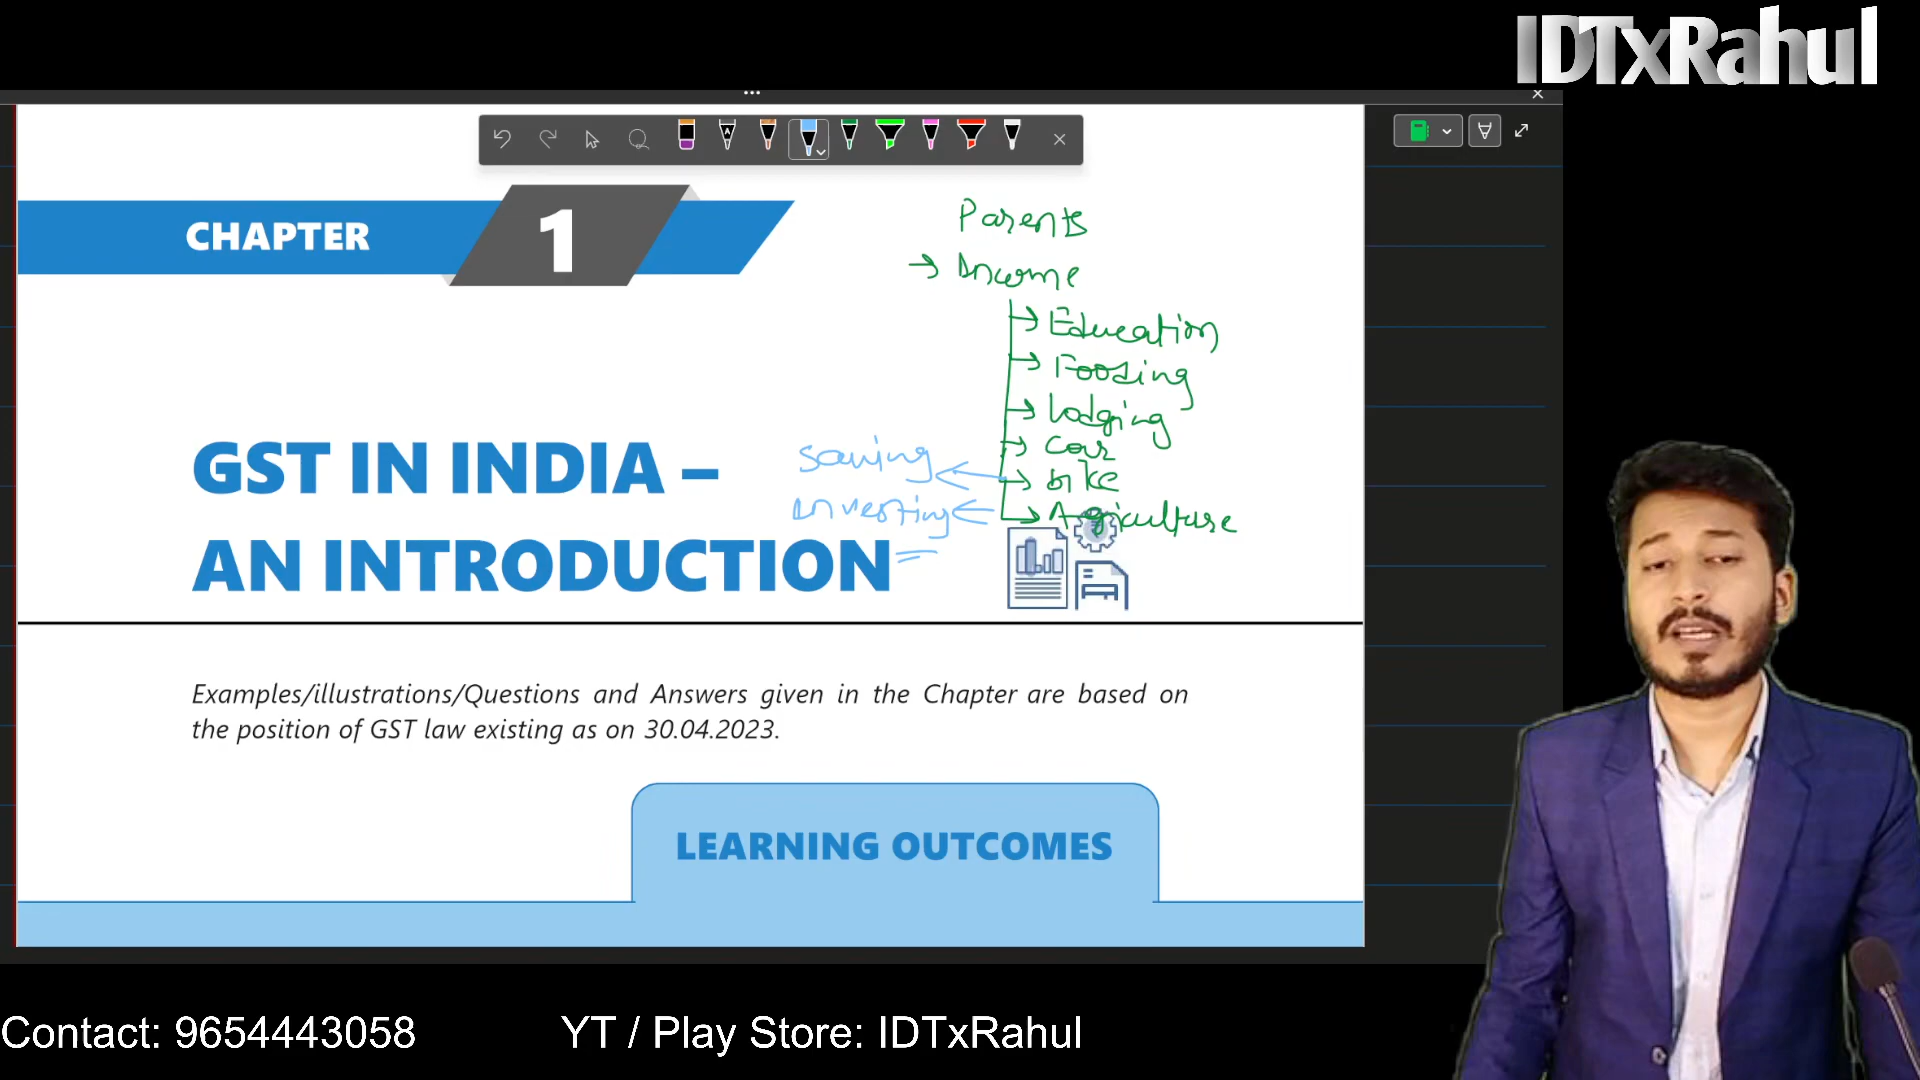 IDTxRahul
CHAPTER 1
Parents
→ Income
→ Education
→ Fooding
→ Lodging
→ Car
→ bike
→ Agriculture
Saving
Investing
GST IN INDIA –
AN INTRODUCTION
Examples/illustrations/Questions and Answers given in the Chapter are based on
the position of GST law existing as on 30.04.2023.
LEARNING OUTCOMES
Contact: 9654443058
YT / Play Store: IDTxRahul